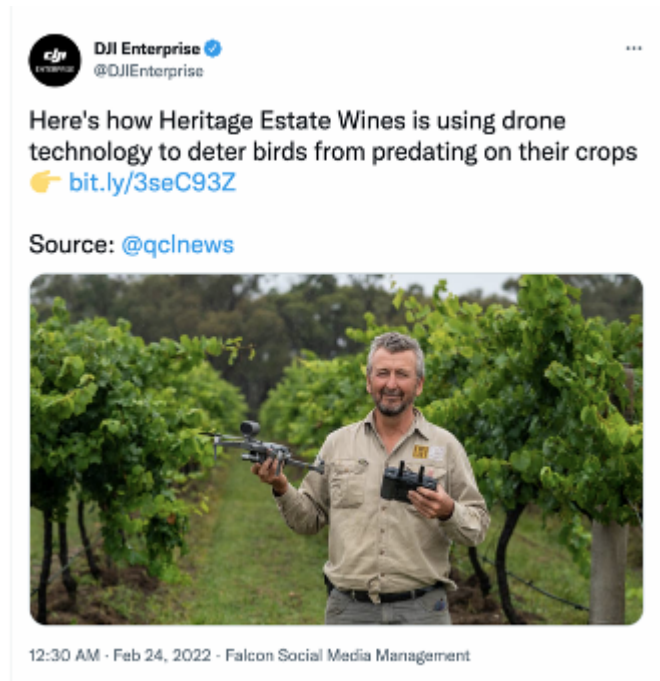 DJI Enterprise
@DJIEnterprise
Here's how Heritage Estate Wines is using drone
technology to deter birds from predating on their crops
👉 bit.ly/3seC93Z
Source: @qclnews
12:30 AM · Feb 24, 2022 · Falcon Social Media Management